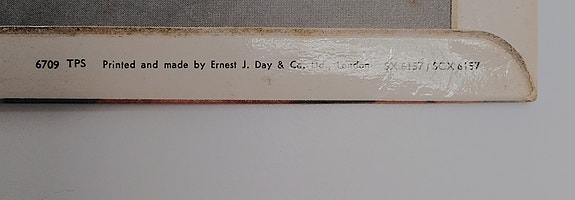 6709 TPS Printed and made by Ernest J. Day & Co. Ltd., London SX 6157 / SCX 6157